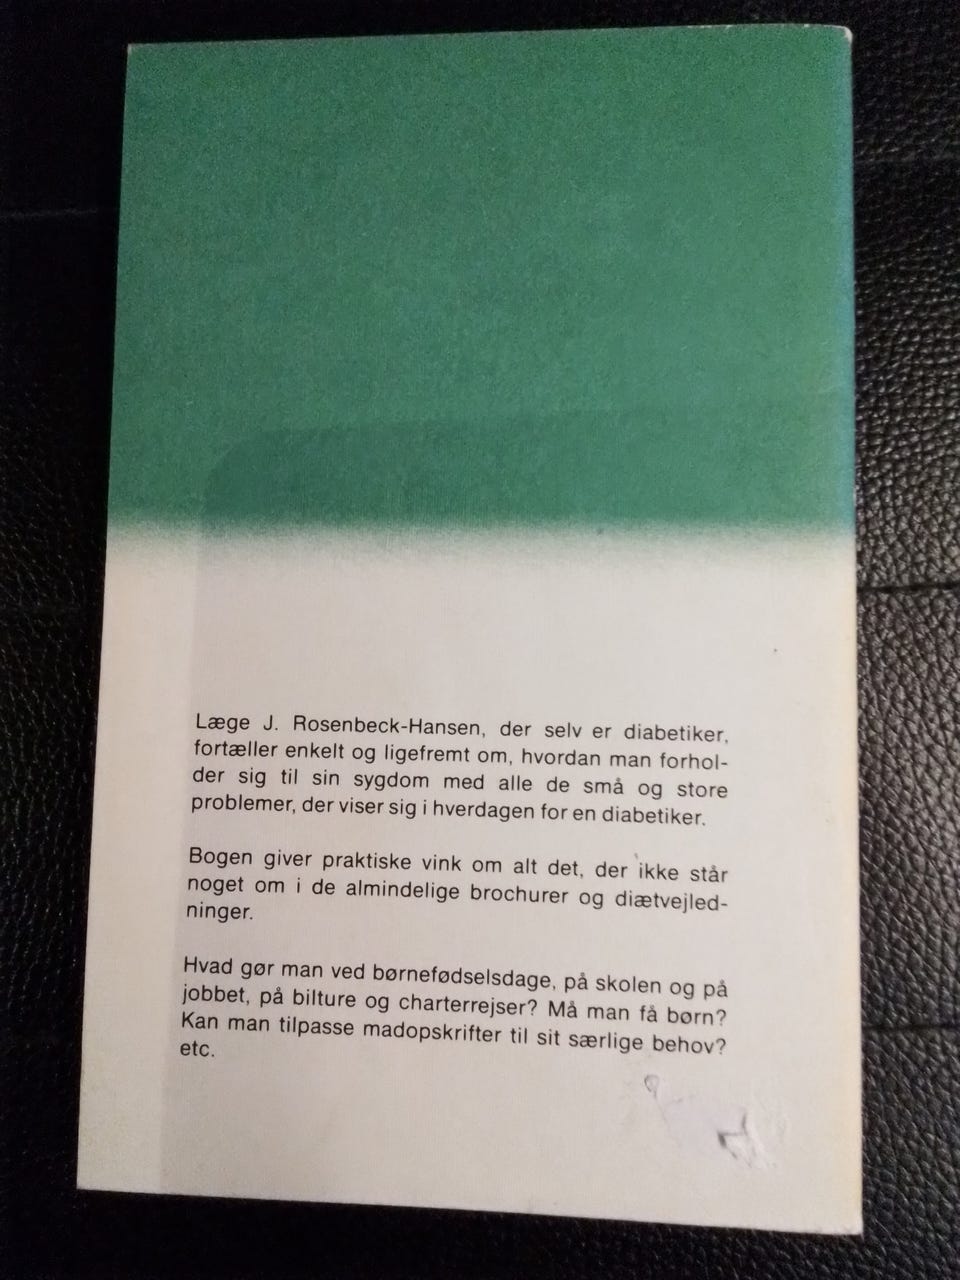 Læge J. Rosenbeck-Hansen, der selv er diabetiker,
fortæller enkelt og ligefremt om, hvordan man forhol-
der sig til sin sygdom med alle de små og store
problemer, der viser sig i hverdagen for en diabetiker.
Bogen giver praktiske vink om alt det, der ikke står
noget om i de almindelige brochurer og diætvejled-
ninger.
Hvad gør man ved børnefødselsdage, på skolen og på
jobbet, på bilture og charterrejser? Må man få børn?
Kan man tilpasse madopskrifter til sit særlige behov?
etc.